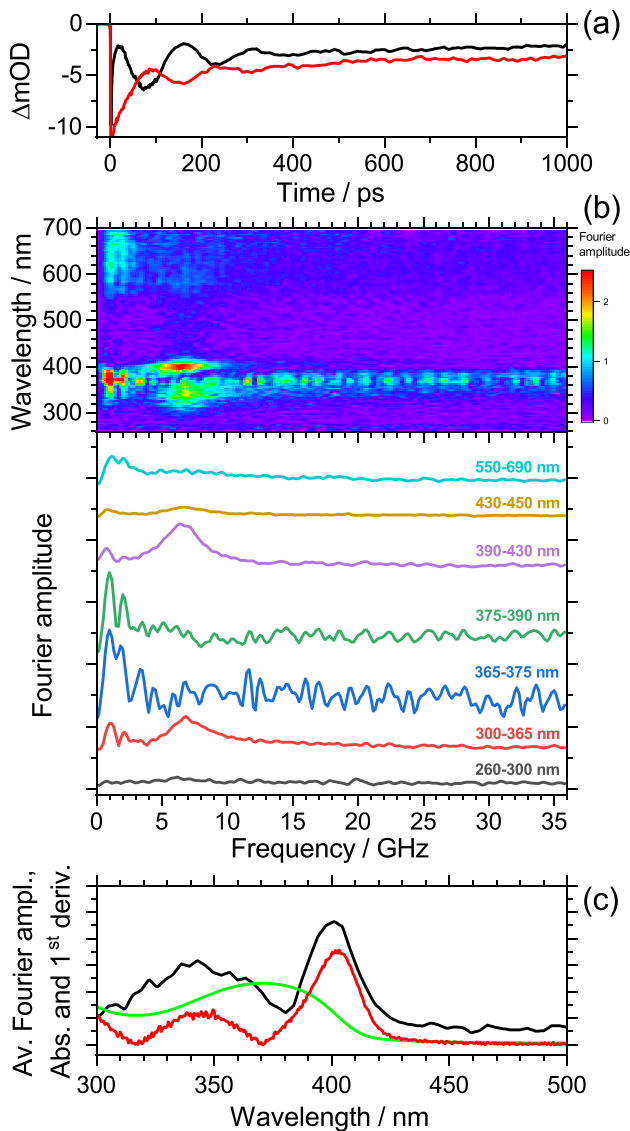 (a)
ΔmOD
0
-5
-10
0 200 400 600 800 1000
Time / ps
(b)
Wavelength / nm
700
600
500
400
300
Fourier
amplitude
2
1
0
Fourier amplitude
550-690 nm
430-450 nm
390-430 nm
375-390 nm
365-375 nm
300-365 nm
260-300 nm
0 5 10 15 20 25 30 35
Frequency / GHz
(c)
Av. Fourier ampl.,
Abs. and 1st deriv.
300 350 400 450 500
Wavelength / nm